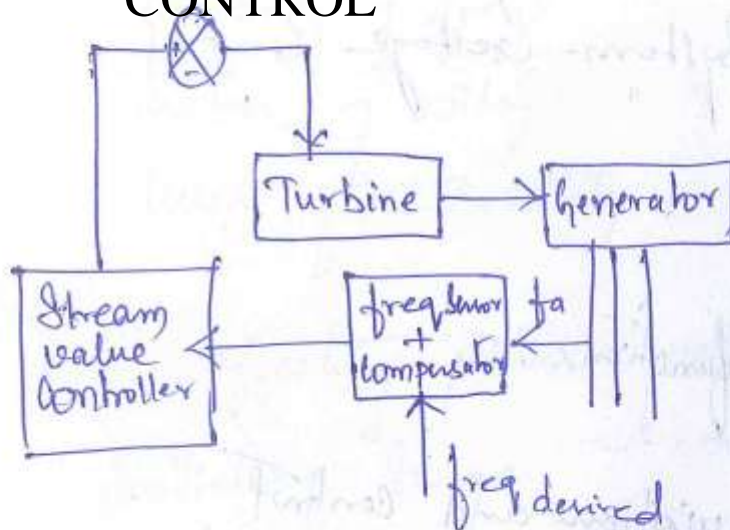 CONTROL
Turbine
Generator
Stream
value
Controller
freq sensor
+
compensator
fa
freq desired